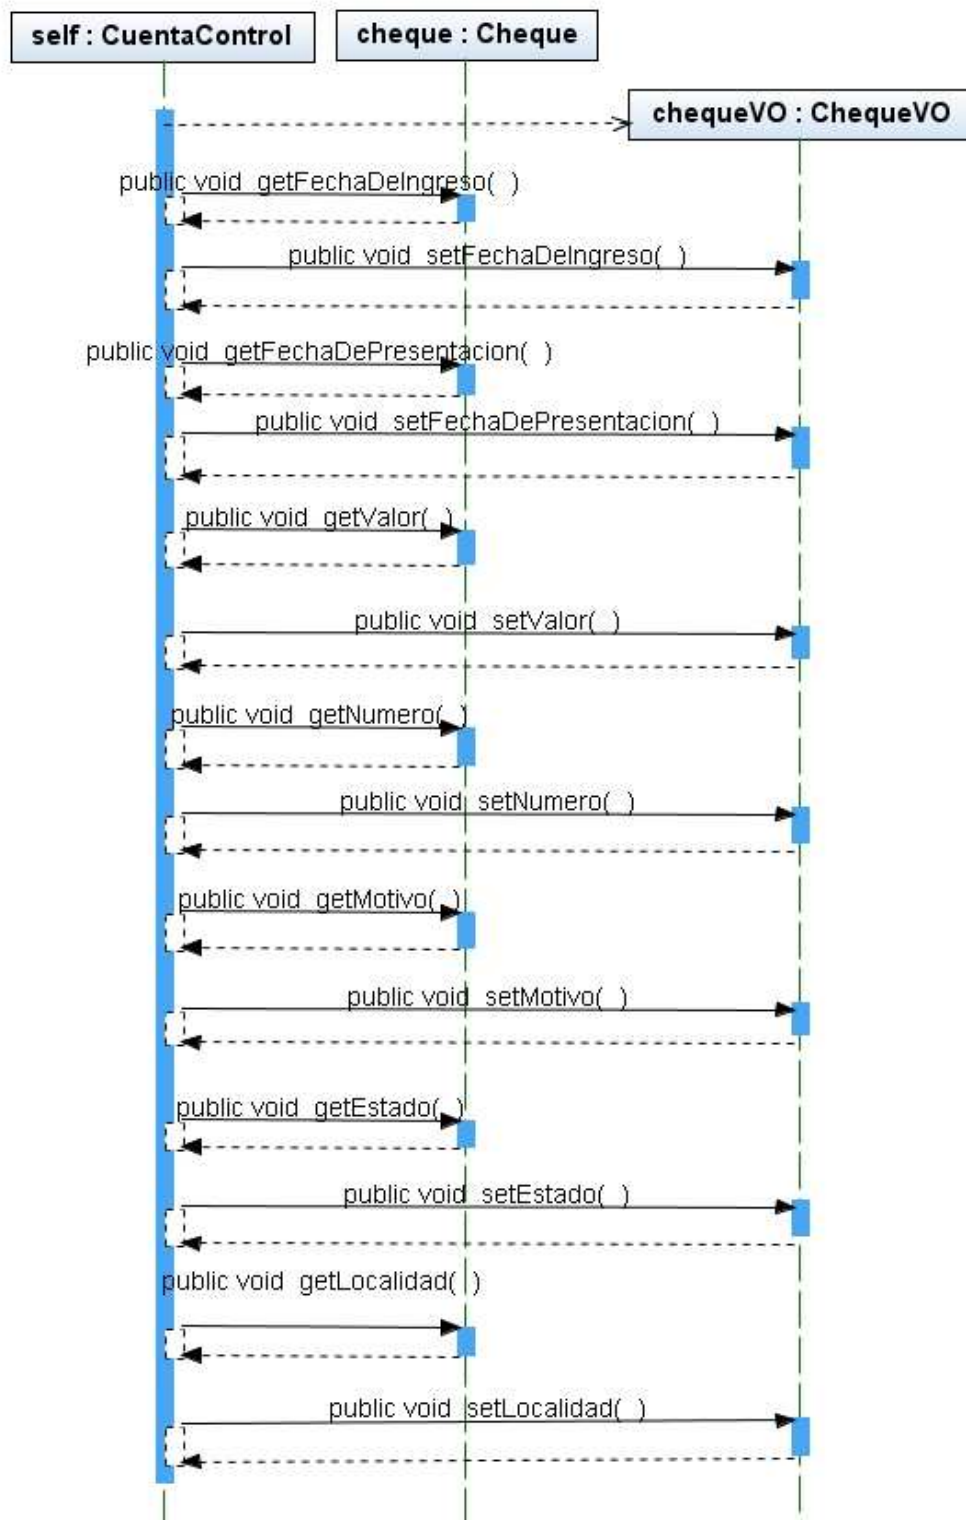 self : CuentaControl
cheque : Cheque
chequeVO : ChequeVO
public void getFechaDeIngreso( )
public void setFechaDeIngreso( )
public void getFechaDePresentacion( )
public void setFechaDePresentacion( )
public void getValor( )
public void setValor( )
public void getNumero( )
public void setNumero( )
public void getMotivo( )
public void setMotivo( )
public void getEstado( )
public void setEstado( )
public void getLocalidad( )
public void setLocalidad( )